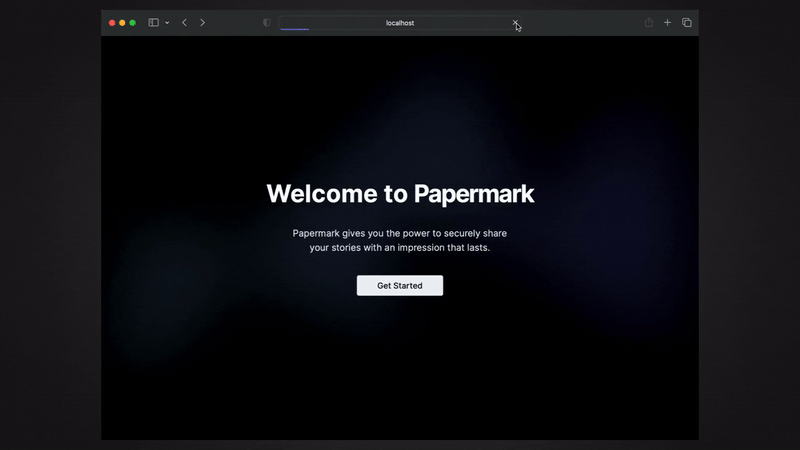 localhost
Welcome to Papermark
Papermark gives you the power to securely share
your stories with an impression that lasts.
Get Started